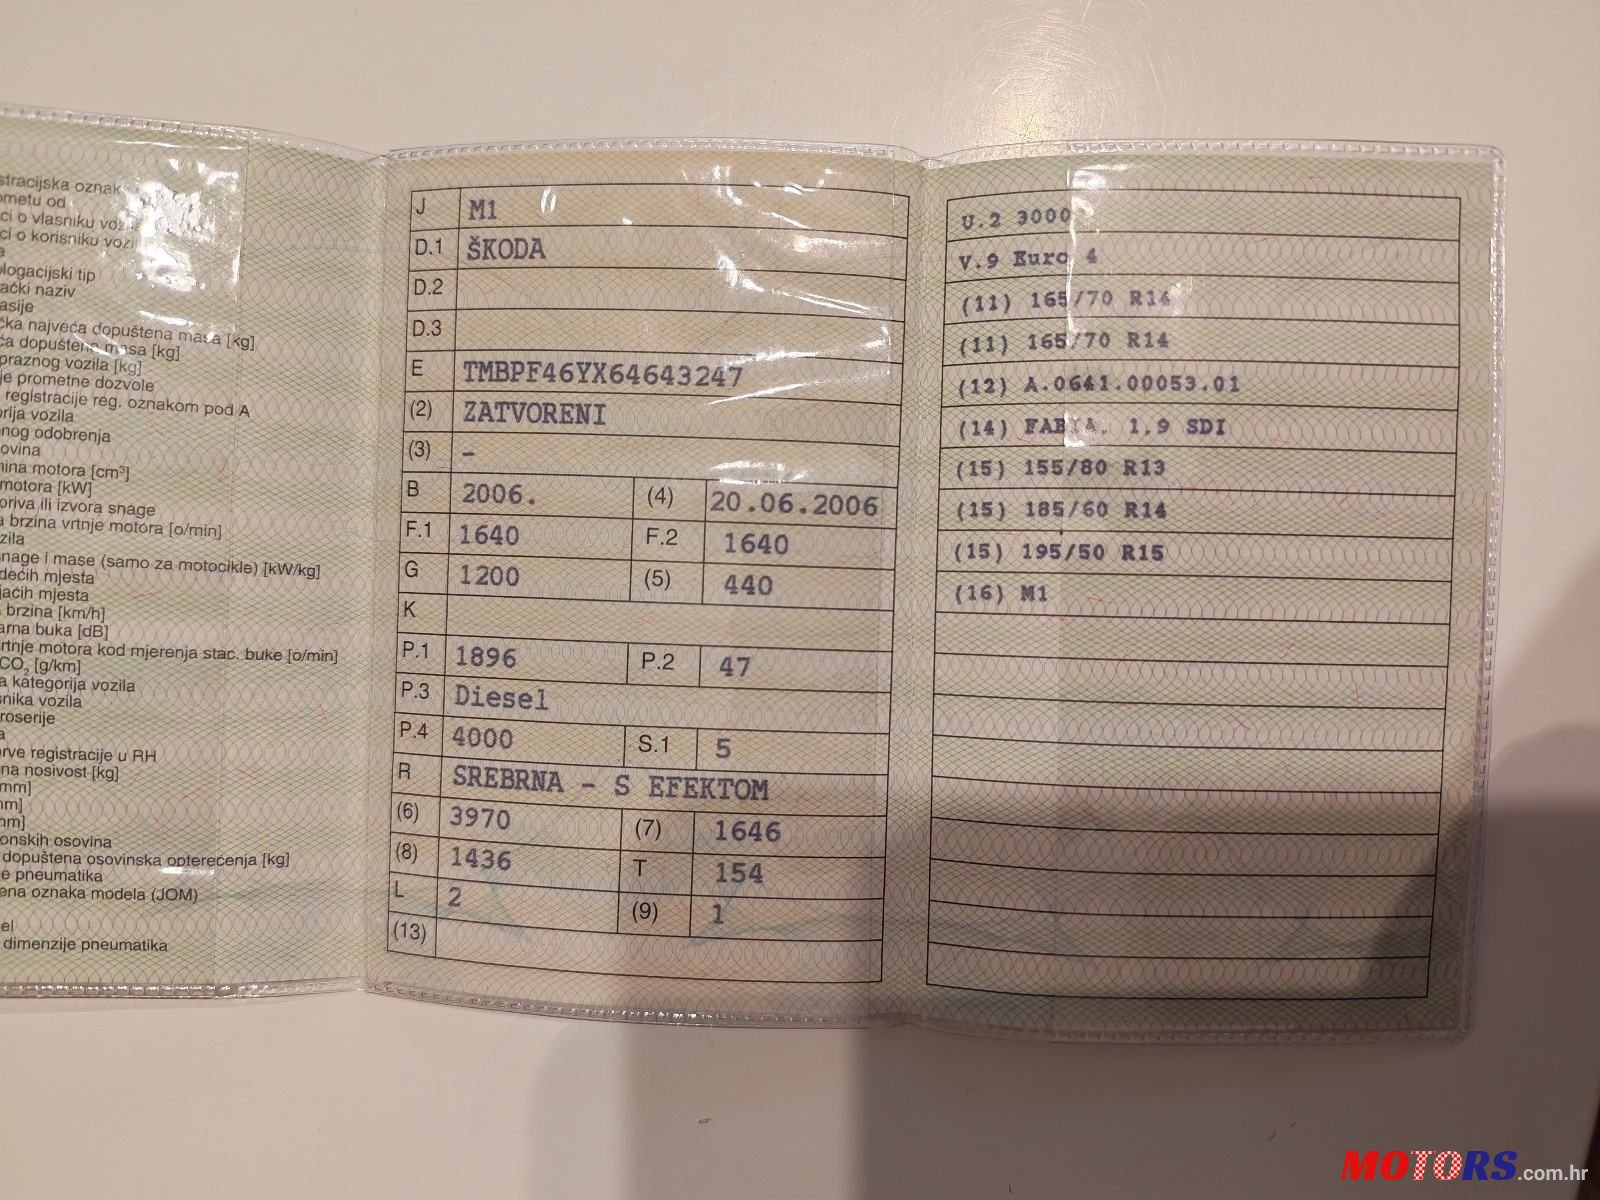 stracijska oznak
ometu od
ci o vlasniku voz
ci o korisniku vozi
a
ologacijski tip
ački naziv
asije
čka najveća dopuštena masa [kg]
ća dopuštena masa [kg]
praznog vozila [kg]
je prometne dozvole
registracije reg. oznakom pod A
orija vozila
nog odobrenja
ovina
ina motora [cm³]
motora [kW]
oriva ili izvora snage
a brzina vrtnje motora [o/min]
zila
snage i mase (samo za motocikle) [kW/kg]
dećih mjesta
jaćih mjesta
brzina [km/h]
arna buka [dB]
rtnje motora kod mjerenja stac. buke [o/min]
CO₂ [g/km]
a kategorija vozila
snika vozila
roserije
a
rve registracije u RH
na nosivost [kg]
mm]
mm]
mm]
onskih osovina
dopuštena osovinska opterećenja [kg]
e pneumatika
ena oznaka modela (JOM)
el
dimenzije pneumatika
J M1
D.1 ŠKODA
D.2
D.3
E TMBPF46YX64643247
(2) ZATVORENI
(3) –
B 2006. (4) 20.06.2006
F.1 1640 F.2 1640
G 1200 (5) 440
K
P.1 1896 P.2 47
P.3 Diesel
P.4 4000 S.1 5
R SREBRNA - S EFEKTOM
(6) 3970 (7) 1646
(8) 1436 T 154
L 2 (9) 1
(13)
U.2 3000
V.9 Euro 4
(11) 165/70 R14
(11) 165/70 R14
(12) A.0641.00053.01
(14) FABIA. 1.9 SDI
(15) 155/80 R13
(15) 185/60 R14
(15) 195/50 R15
(16) M1
MOTORS.com.hr